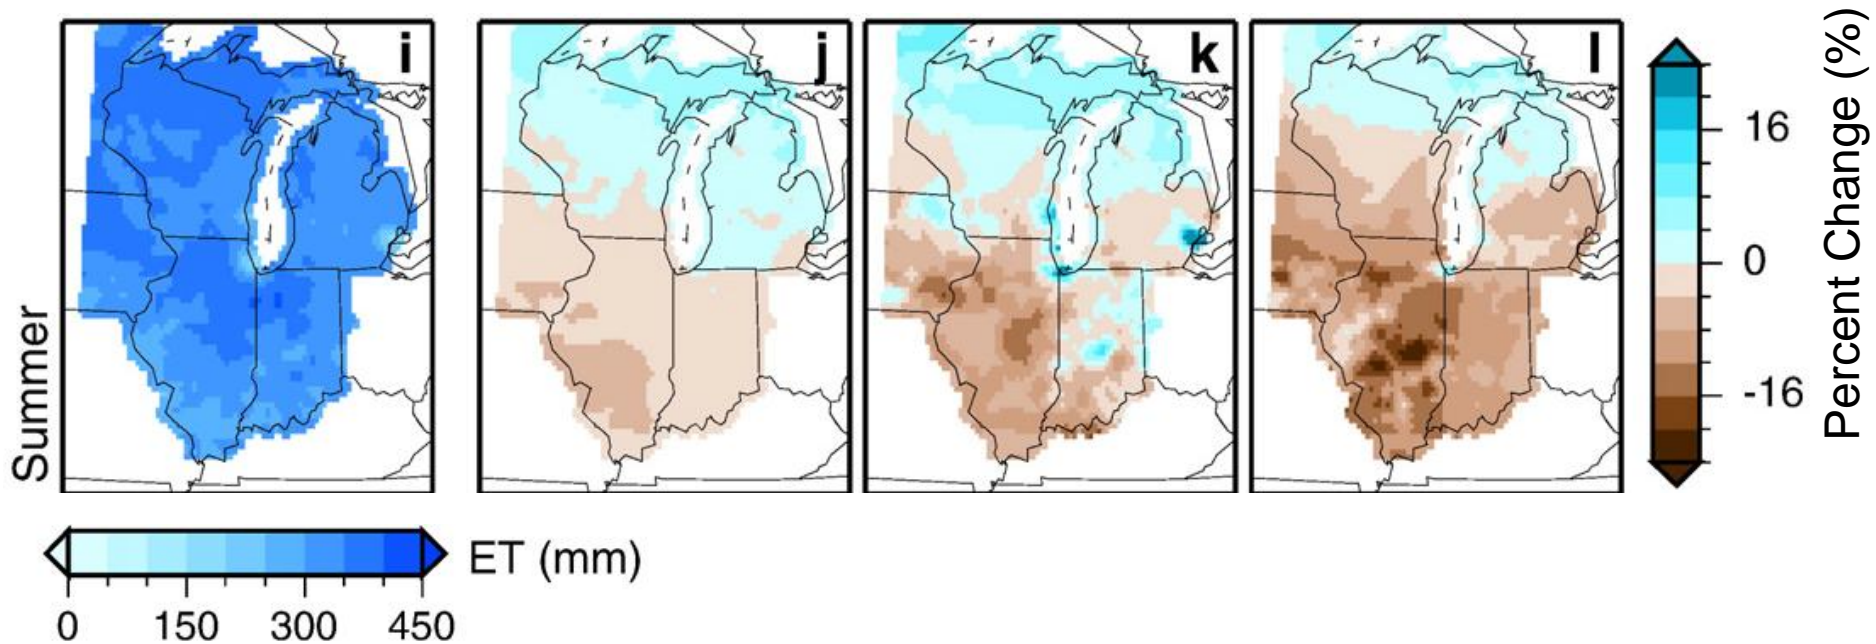 i
j
k
l
Summer
16
0
-16
Percent Change (%)
ET (mm)
0 150 300 450